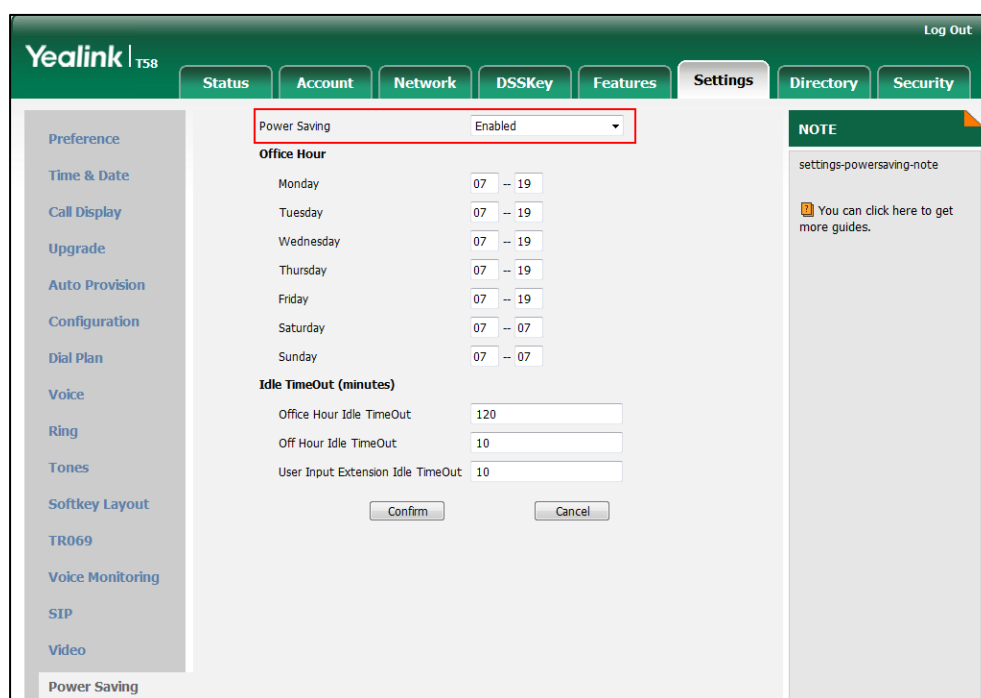 Log Out
Yealink T58
Status Account Network DSSKey Features Settings Directory Security
Preference
Time & Date
Call Display
Upgrade
Auto Provision
Configuration
Dial Plan
Voice
Ring
Tones
Softkey Layout
TR069
Voice Monitoring
SIP
Video
Power Saving
Power Saving Enabled
Office Hour
Monday 07 -- 19
Tuesday 07 -- 19
Wednesday 07 -- 19
Thursday 07 -- 19
Friday 07 -- 19
Saturday 07 -- 07
Sunday 07 -- 07
Idle TimeOut (minutes)
Office Hour Idle TimeOut 120
Off Hour Idle TimeOut 10
User Input Extension Idle TimeOut 10
Confirm Cancel
NOTE
settings-powersaving-note
? You can click here to get
more guides.